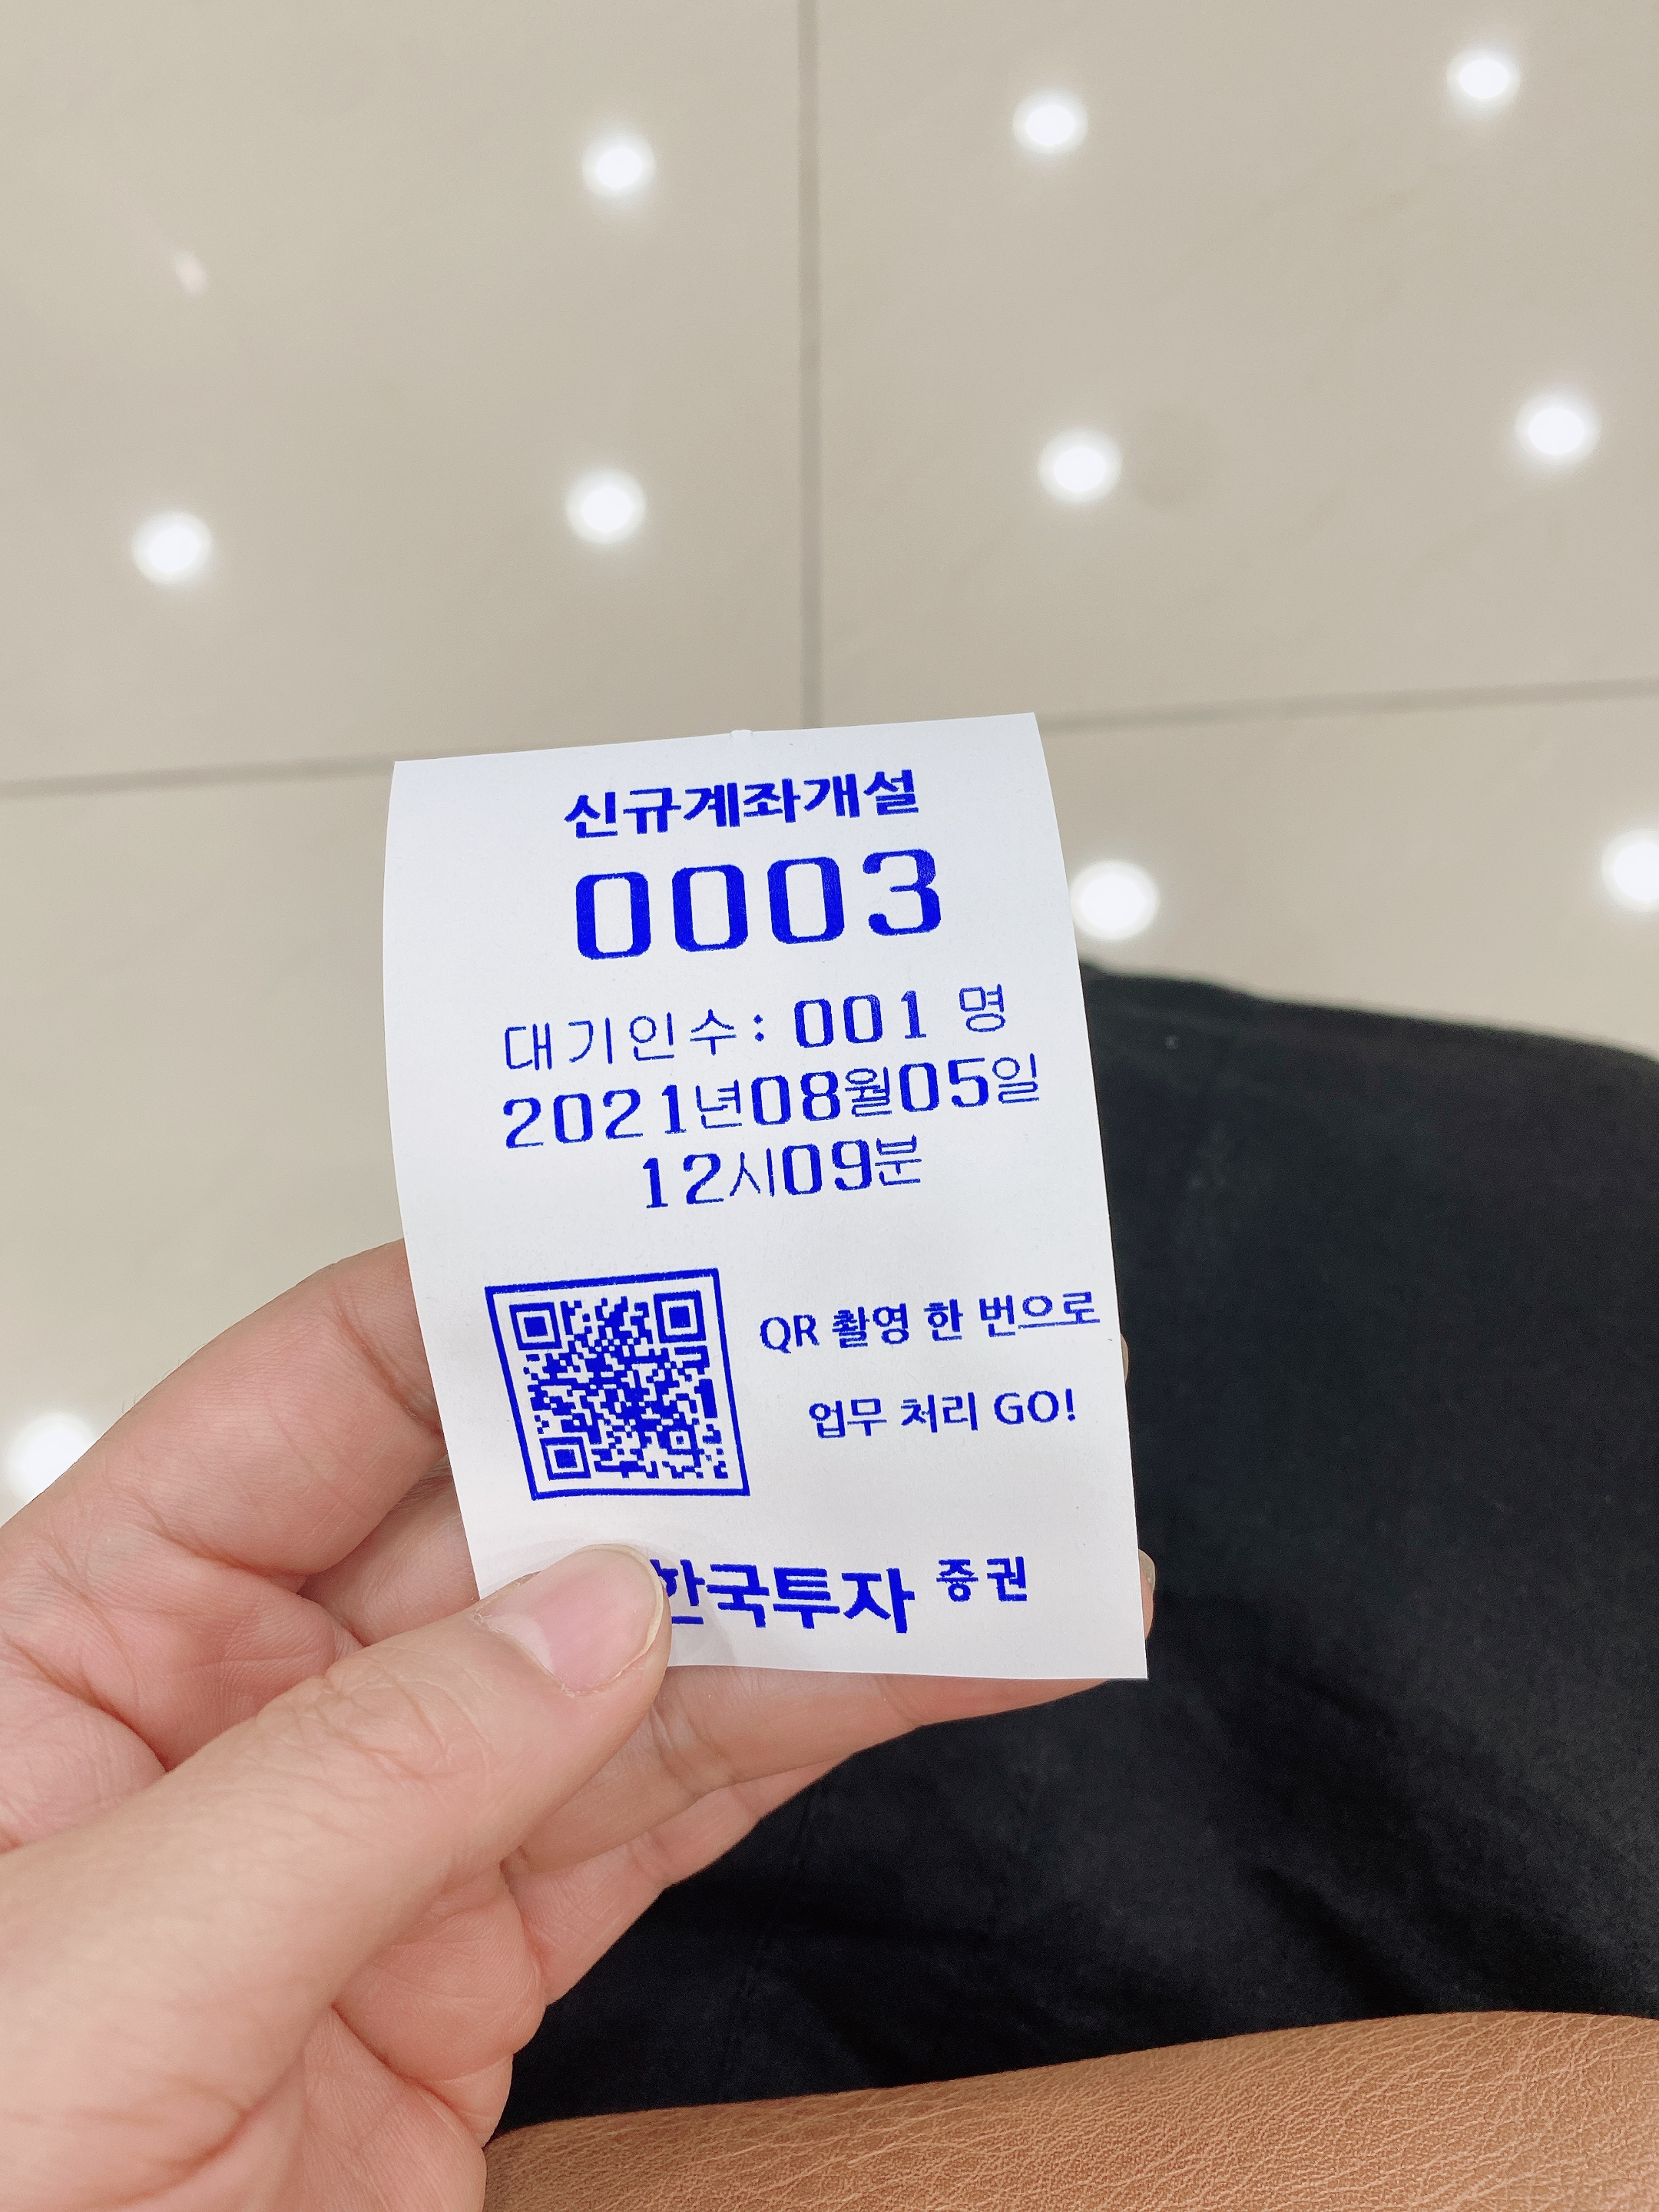 신규계좌개설
0003
대기인수: 001 명
2021년08월05일
12시09분
QR 촬영 한 번으로
업무 처리 GO!
한국투자 증권